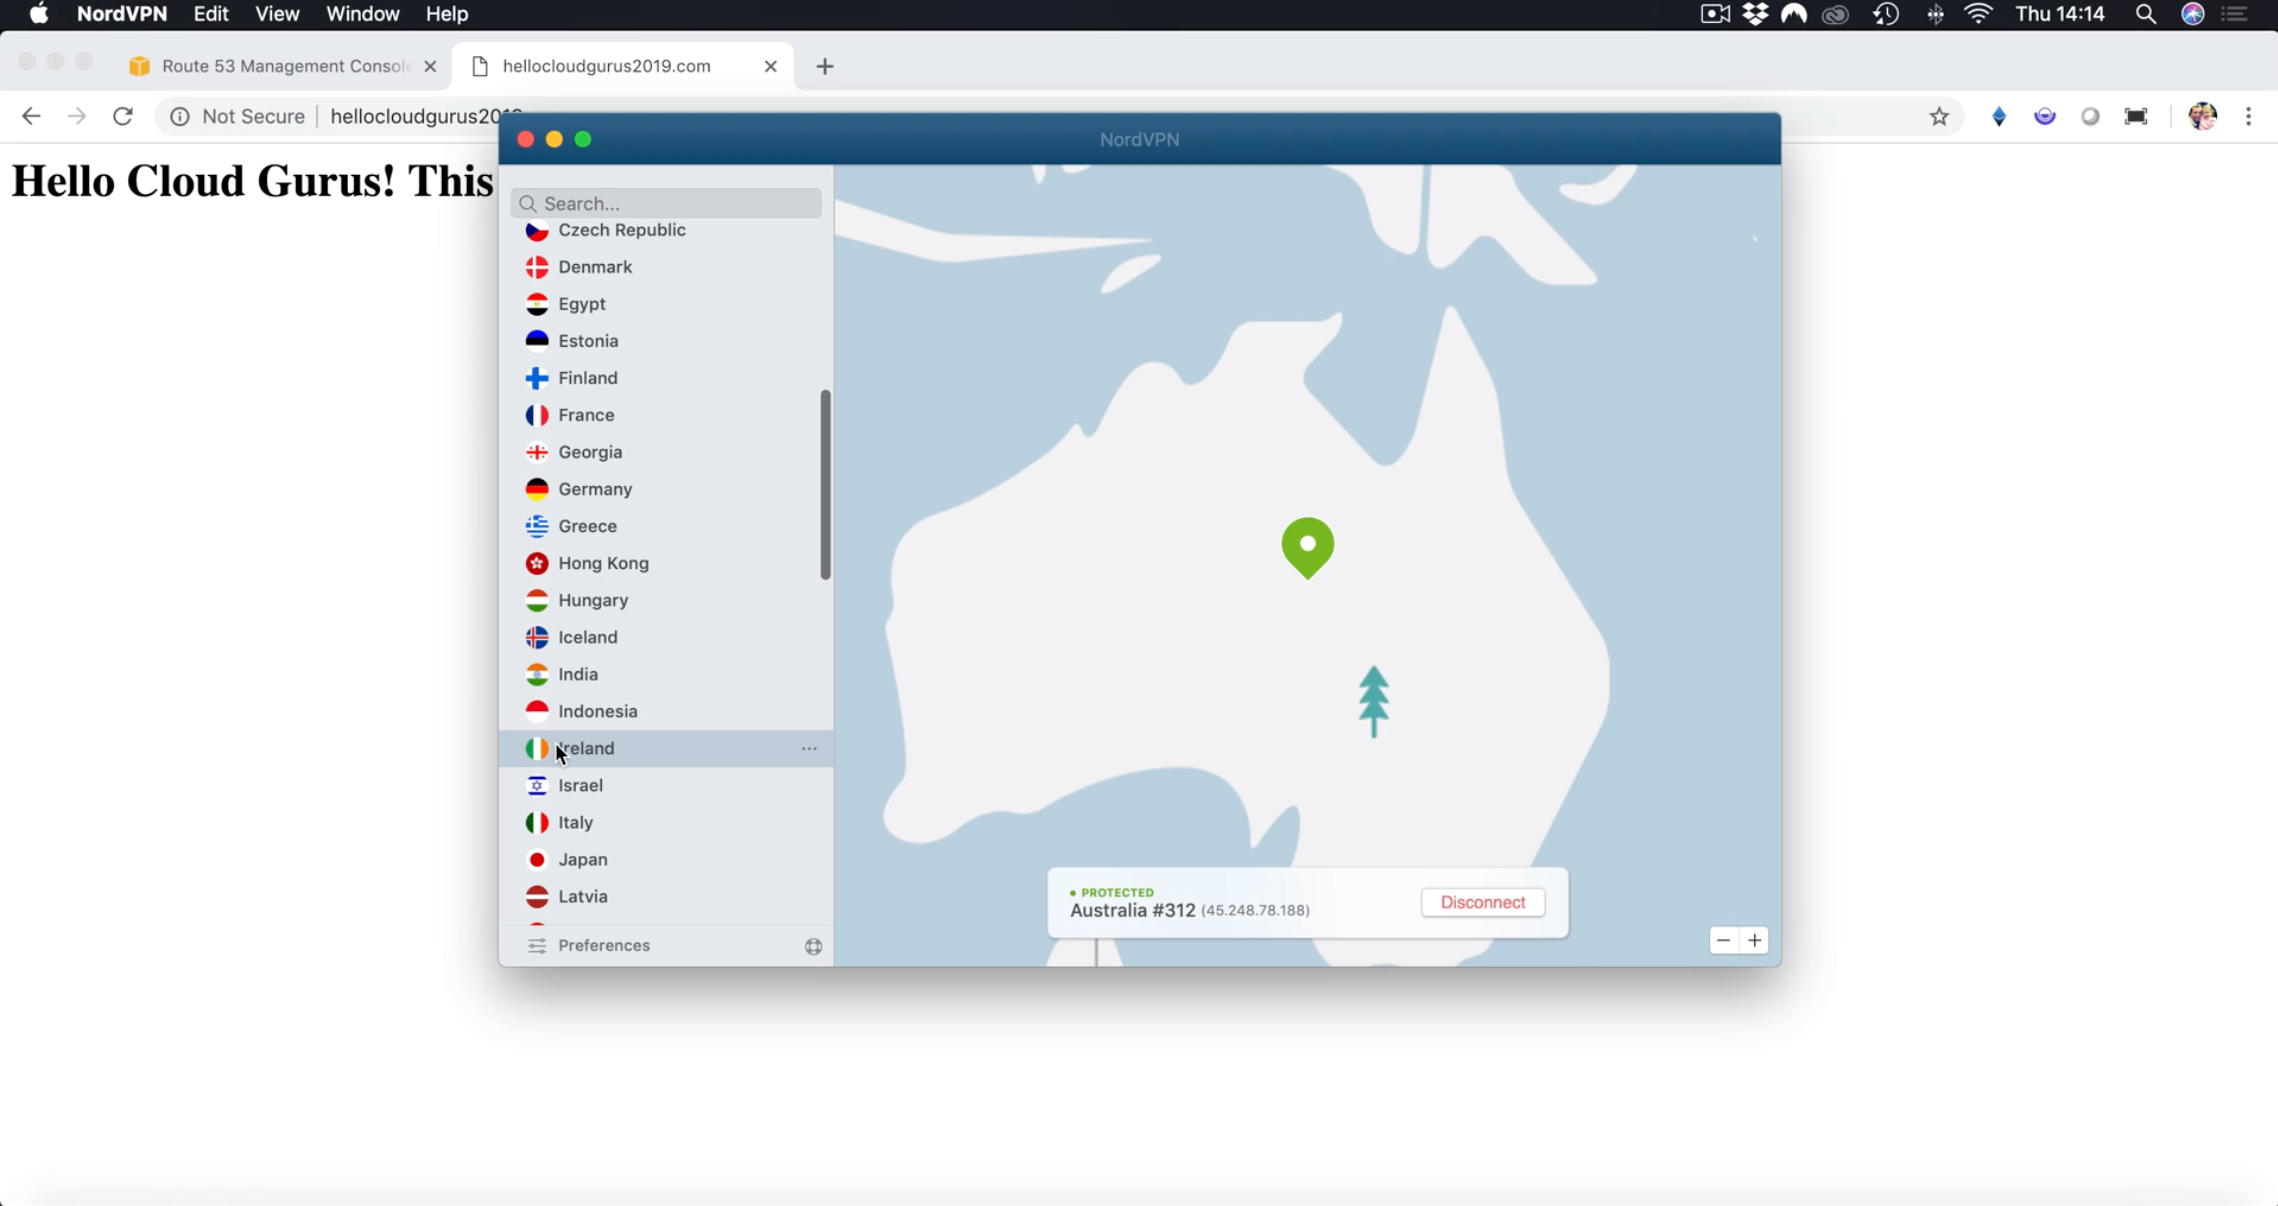 NordVPN Edit View Window Help Thu 14:14
Route 53 Management Console hellocloudgurus2019.com
Not Secure hellocloudgurus2019
NordVPN
Hello Cloud Gurus! This
Search...
Czech Republic
Denmark
Egypt
Estonia
Finland
France
Georgia
Germany
Greece
Hong Kong
Hungary
Iceland
India
Indonesia
Ireland
Israel
Italy
Japan
Latvia
PROTECTED
Australia #312 (45.248.78.188)
Disconnect
Preferences